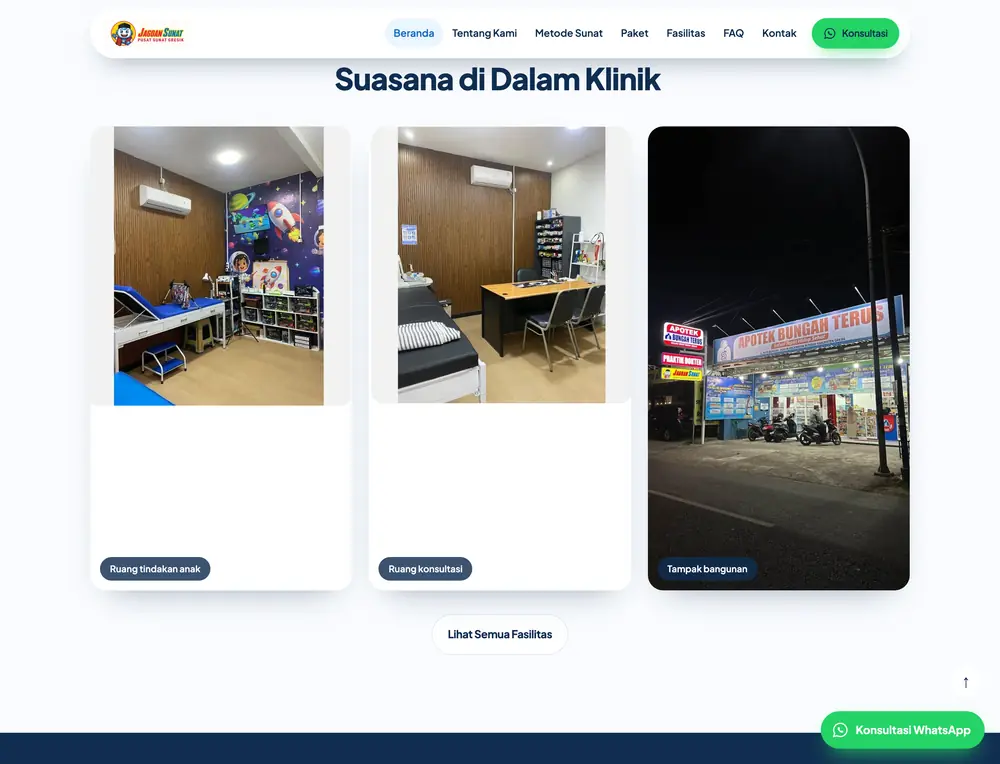 JAGOAN SUNAT
PUSAT SUNAT GRESIK
Beranda
Tentang Kami
Metode Sunat
Paket
Fasilitas
FAQ
Kontak
Konsultasi
Suasana di Dalam Klinik
APOTEK
BUNGAH TERUS
PRAKTIK DOKTER
JAGOAN SUNAT
APOTEK BUNGAH TERUS
Ruang tindakan anak
Ruang konsultasi
Tampak bangunan
Lihat Semua Fasilitas
↑
Konsultasi WhatsApp